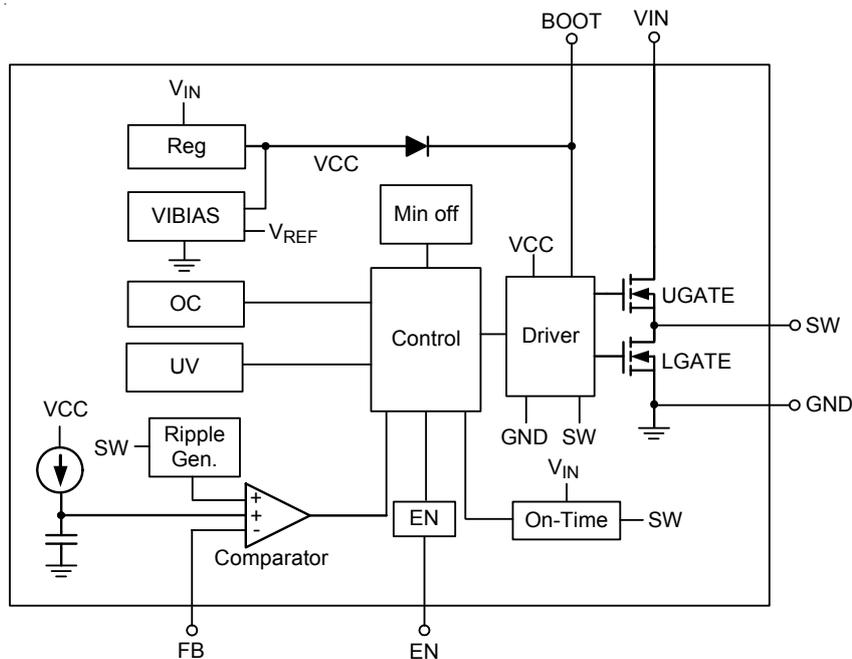 BOOT
VIN
VIN
Reg
VCC
VIBIAS
VREF
Min off
VCC
OC
UGATE
Control
Driver
SW
UV
LGATE
VCC
GND
Ripple
Gen.
SW
GND
SW
VIN
+
+
-
EN
On-Time
SW
Comparator
FB
EN